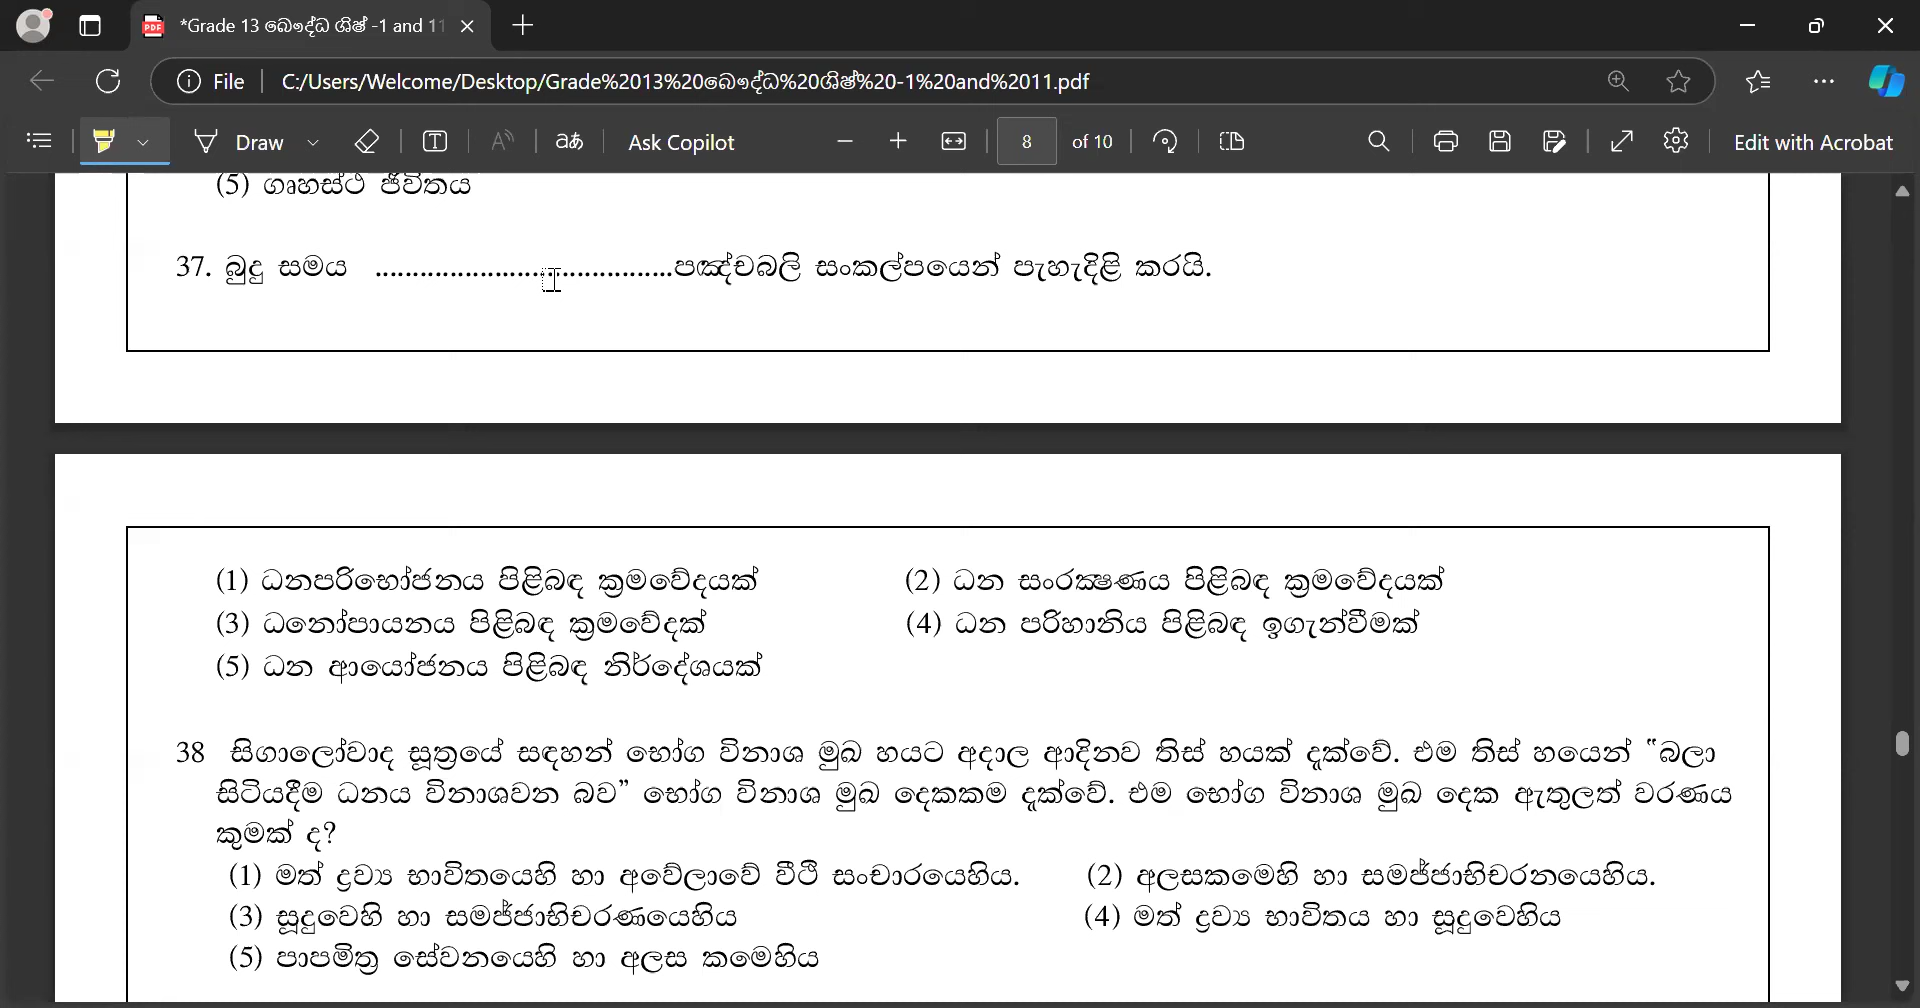 *Grade 13 බෞද්ධ ශිෂ් -1 and 11
File C:/Users/Welcome/Desktop/Grade%2013%20බෞද්ධ%20ශිෂ්%20-1%20and%2011.pdf
Draw Ask Copilot 8 of 10 Edit with Acrobat
(5) ගෘහස්ථ ජීවිතය
37. බුදු සමය ........................................පඤ්චබලි සංකල්පයෙන් පැහැදිළි කරයි.
(1) ධනපරිභෝජනය පිළිබඳ ක්‍රමවේදයක් (2) ධන සංරක්‍ෂණය පිළිබඳ ක්‍රමවේදයක්
(3) ධනෝපායනය පිළිබඳ ක්‍රමවේදක් (4) ධන පරිහානිය පිළිබඳ ඉගැන්වීමක්
(5) ධන ආයෝජනය පිළිබඳ නිර්දේශයක්
38 සිගාලෝවාද සූත්‍රයේ සඳහන් භෝග විනාශ මුඛ හයට අදාල ආදිනව තිස් හයක් දැක්වේ. එම තිස් හයෙන් “බලා
සිටියදීම ධනය විනාශවන බව” භෝග විනාශ මුඛ දෙකකම දැක්වේ. එම භෝග විනාශ මුඛ දෙක ඇතුලත් වරණය
කුමක් ද?
(1) මත් ද්‍රව්‍ය භාවිතයෙහි හා අවේලාවේ වීථි සංචාරයෙහිය. (2) අලසකමෙහි හා සමජ්ජාභිචරනයෙහිය.
(3) සූදුවෙහි හා සමජ්ජාභිචරණයෙහිය (4) මත් ද්‍රව්‍ය භාවිතය හා සූදුවෙහිය
(5) පාපමිත්‍ර සේවනයෙහි හා අලස කමෙහිය